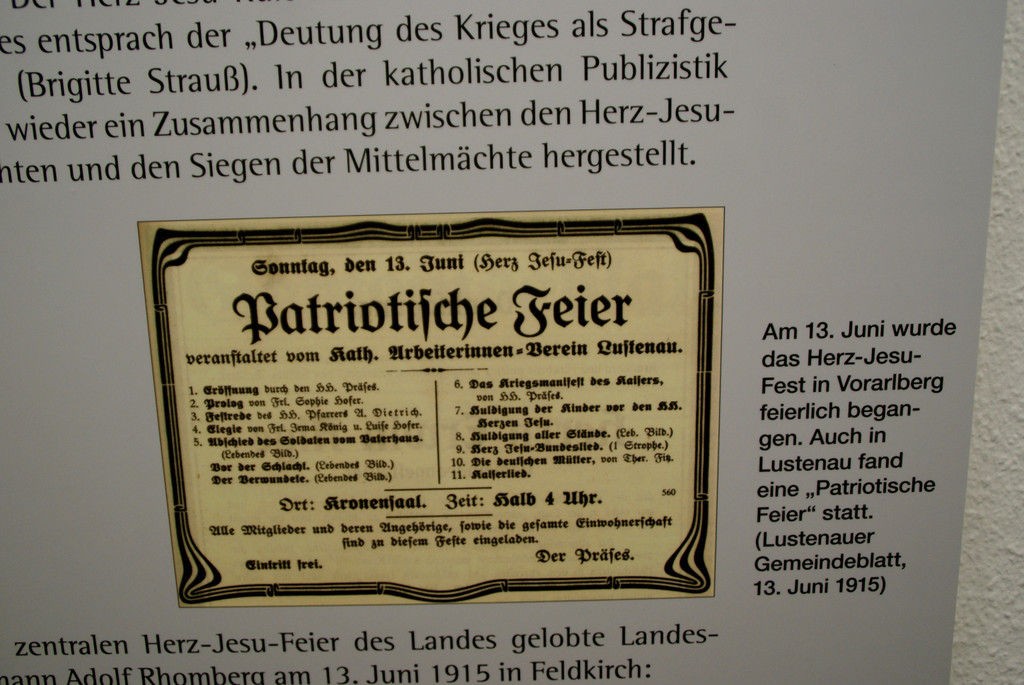 Der Herz-Jesu
es entsprach der „Deutung des Krieges als Strafge-
(Brigitte Strauß). In der katholischen Publizistik
wieder ein Zusammenhang zwischen den Herz-Jesu-
hten und den Siegen der Mittelmächte hergestellt.
Sonntag, den 13. Juni (Herz Jesu-Fest)
Patriotische Feier
veranstaltet vom Kath. Arbeiterinnen-Verein Lustenau.
1. Eröffnung durch den HH. Präses.
2. Prolog von Frl. Sophie Hofer.
3. Festrede des HH. Pfarrers A. Dietrich.
4. Elegie von Frl. Irma König u. Luise Hofer.
5. Abschied des Soldaten vom Vaterhaus.
(Lebendes Bild.)
Vor der Schlacht. (Lebendes Bild.)
Der Verwundete. (Lebendes Bild.)
6. Das Kriegsmanifest des Kaisers,
von HH. Präses.
7. Huldigung der Kinder vor den HH.
Herzen Jesu.
8. Huldigung aller Stände. (Leb. Bild.)
9. Herz Jesu-Bundeslied. (1 Strophe.)
10. Die deutschen Mütter, von Ther. Fitz.
11. Kaiserlied.
Ort: Kronensaal. Zeit: Halb 4 Uhr.
560
Alle Mitglieder und deren Angehörige, sowie die gesamte Einwohnerschaft
sind zu diesem Feste eingeladen.
Eintritt frei.
Der Präses.
Am 13. Juni wurde
das Herz-Jesu-
Fest in Vorarlberg
feierlich began-
gen. Auch in
Lustenau fand
eine „Patriotische
Feier“ statt.
(Lustenauer
Gemeindeblatt,
13. Juni 1915)
zentralen Herz-Jesu-Feier des Landes gelobte Landes-
mann Adolf Rhomberg am 13. Juni 1915 in Feldkirch: